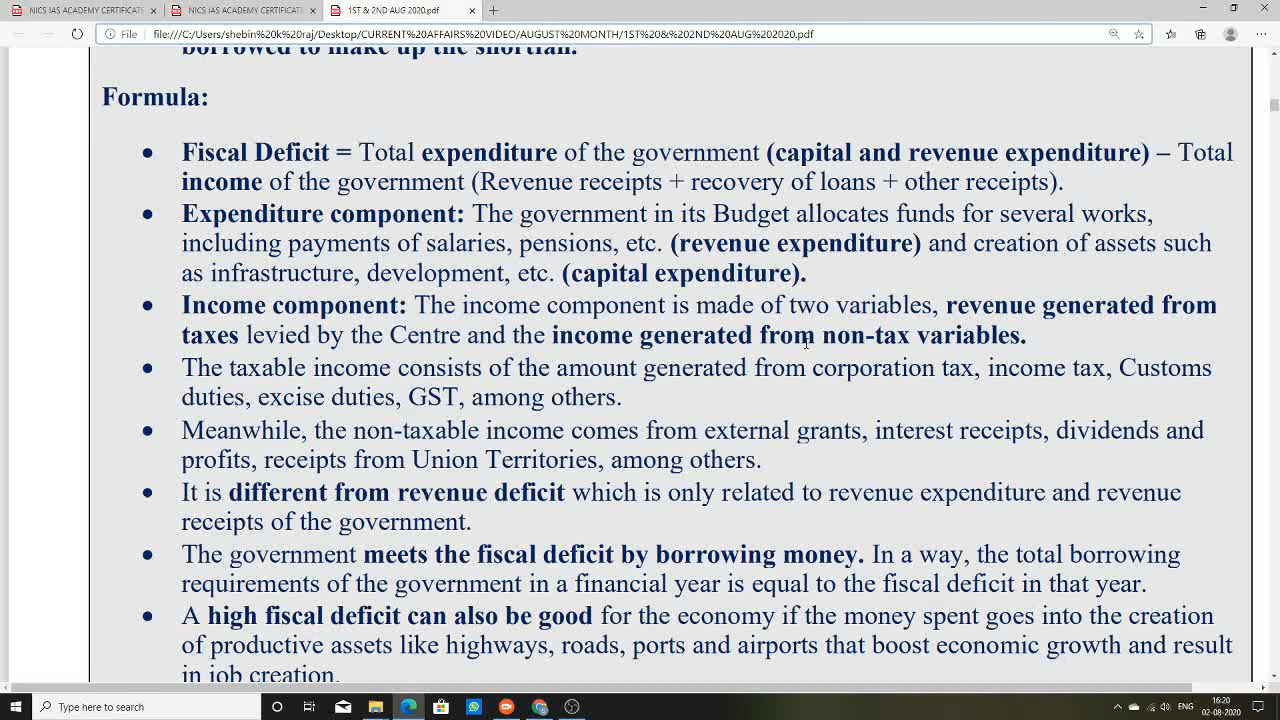 NICS IAS ACADEMY CERTIFICAT
NICS IAS ACADEMY CERTIFICATE
1ST & 2ND AUG 2020.pdf
File
file:///C:/Users/shebin%20k%20raj/Desktop/CURRENT%20AFFAIRS%20VIDEO/AUGUST%20MONTH/1ST%20&%202ND%20AUG%202020.pdf
borrowed to make up the shortfall.
Formula:
• Fiscal Deficit = Total expenditure of the government (capital and revenue expenditure) – Total
income of the government (Revenue receipts + recovery of loans + other receipts).
• Expenditure component: The government in its Budget allocates funds for several works,
including payments of salaries, pensions, etc. (revenue expenditure) and creation of assets such
as infrastructure, development, etc. (capital expenditure).
• Income component: The income component is made of two variables, revenue generated from
taxes levied by the Centre and the income generated from non-tax variables.
• The taxable income consists of the amount generated from corporation tax, income tax, Customs
duties, excise duties, GST, among others.
• Meanwhile, the non-taxable income comes from external grants, interest receipts, dividends and
profits, receipts from Union Territories, among others.
• It is different from revenue deficit which is only related to revenue expenditure and revenue
receipts of the government.
• The government meets the fiscal deficit by borrowing money. In a way, the total borrowing
requirements of the government in a financial year is equal to the fiscal deficit in that year.
• A high fiscal deficit can also be good for the economy if the money spent goes into the creation
of productive assets like highways, roads, ports and airports that boost economic growth and result
in job creation.
Type here to search
ENG
16:20
02-08-2020